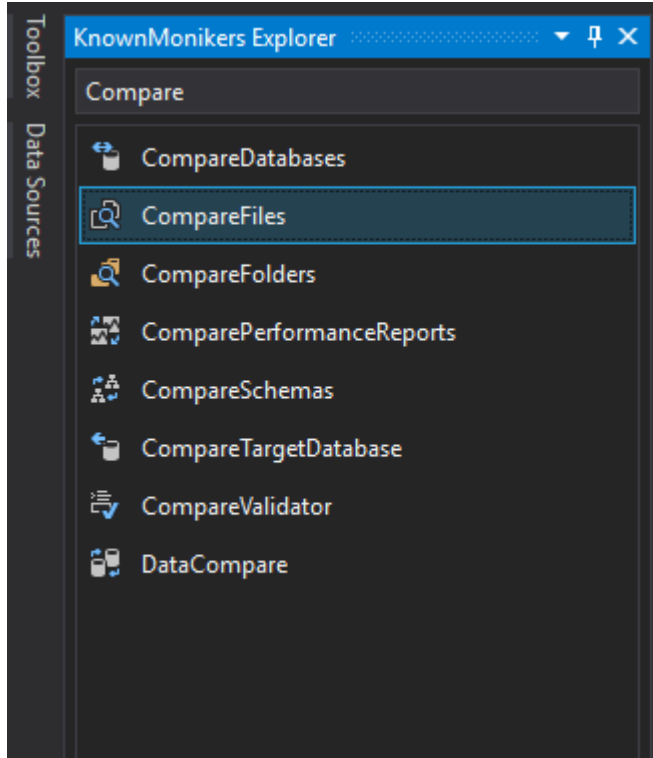 Toolbox
Data Sources
KnownMonikers Explorer
Compare
CompareDatabases
CompareFiles
CompareFolders
ComparePerformanceReports
CompareSchemas
CompareTargetDatabase
CompareValidator
DataCompare